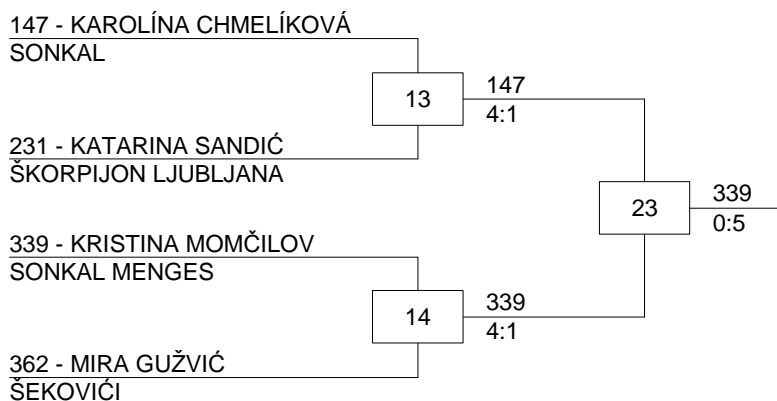 147 - KAROLÍNA CHMELÍKOVÁ
SONKAL
13
147
4:1
231 - KATARINA SANDIĆ
ŠKORPIJON LJUBLJANA
23
339
0:5
339 - KRISTINA MOMČILOV
SONKAL MENGES
14
339
4:1
362 - MIRA GUŽVIĆ
ŠEKOVIĆI